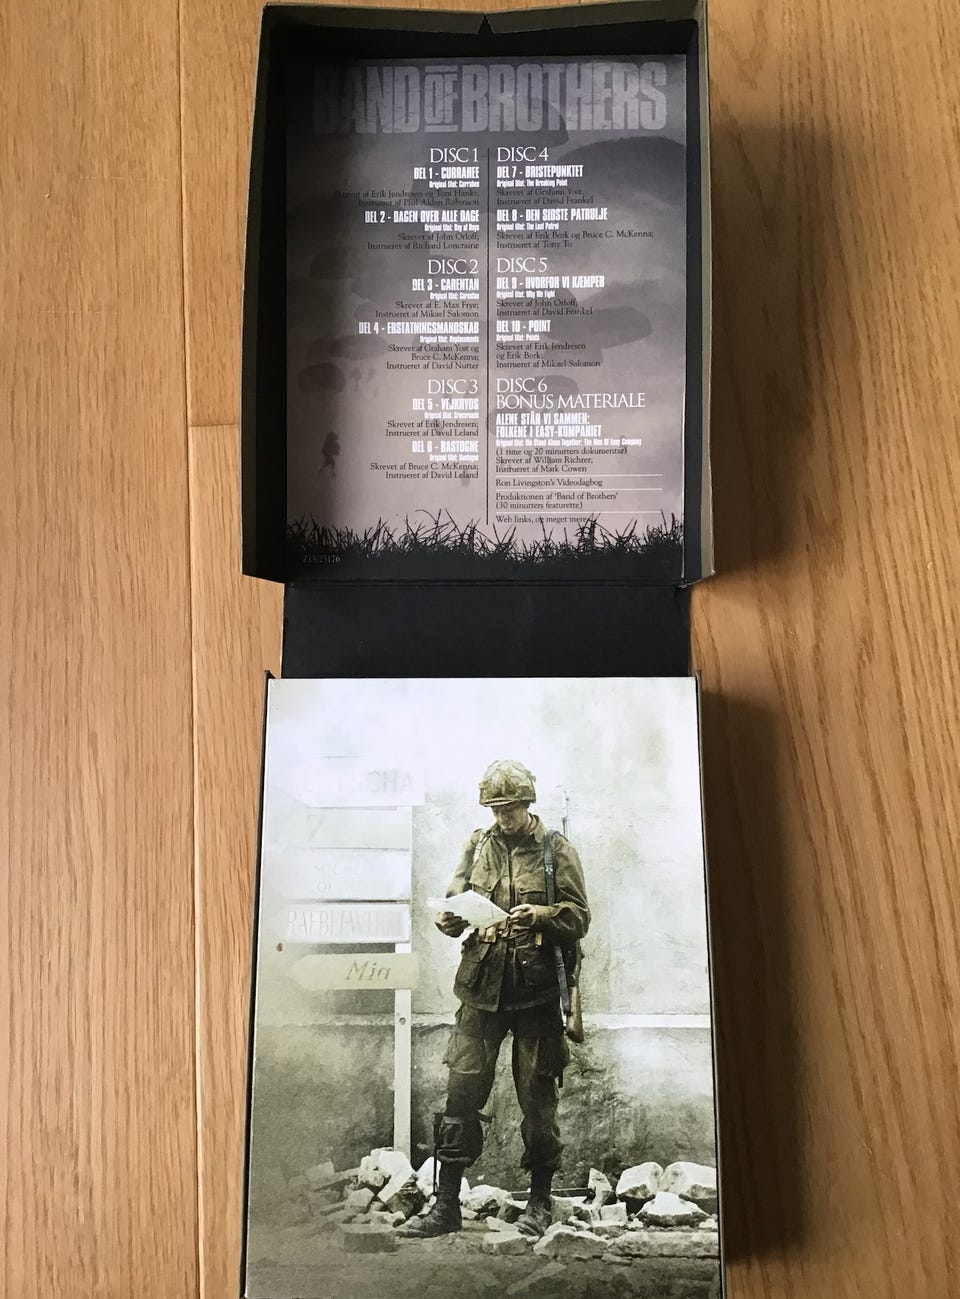 BAND OF BROTHERS
DISC 1
DEL 1 - CURRAHEE
Original titel: Currahee
Skrevet af Erik Jendresen og Tom Hanks;
Instrueret af Phil Alden Robinson
DEL 2 - DAGEN OVER ALLE DAGE
Original titel: Day of Days
Skrevet af John Orloff;
Instrueret af Richard Loncraine
DISC 2
DEL 3 - CARENTAN
Original titel: Carentan
Skrevet af E. Max Frye;
Instrueret af Mikael Salomon
DEL 4 - ERSTATNINGSMANDSKAB
Original titel: Replacements
Skrevet af Graham Yost og
Bruce C. McKenna;
Instrueret af David Nutter
DISC 3
DEL 5 - VEJKRYDS
Original titel: Crossroads
Skrevet af Erik Jendresen;
Instrueret af David Leland
DEL 6 - BASTOGNE
Original titel: Bastogne
Skrevet af Bruce C. McKenna;
Instrueret af David Leland
DISC 4
DEL 7 - BRISTEPUNKTET
Original titel: The Breaking Point
Skrevet af Graham Yost;
Instrueret af David Frankel
DEL 8 - DEN SIDSTE PATRULJE
Original titel: The Last Patrol
Skrevet af Erik Bork og Bruce C. McKenna;
Instrueret af Tony To
DISC 5
DEL 9 - HVORFOR VI KÆMPER
Original titel: Why We Fight
Skrevet af John Orloff;
Instrueret af David Frankel
DEL 10 - POINT
Original titel: Points
Skrevet af Erik Jendresen
og Erik Bork;
Instrueret af Mikael Salomon
DISC 6
BONUS MATERIALE
ALENE STÅR VI SAMMEN:
FOLKENE I EASY-KOMPANIET
Original titel: We Stand Alone Together: The Men Of Easy Company
(1 time og 20 minutters dokumentar)
Skrevet af William Richter;
Instrueret af Mark Cowen
Ron Livingston's Videodagbog
Produktionen af 'Band of Brothers'
(30 minutters featurette)
Web links, og meget mere
Z13/25176
Min